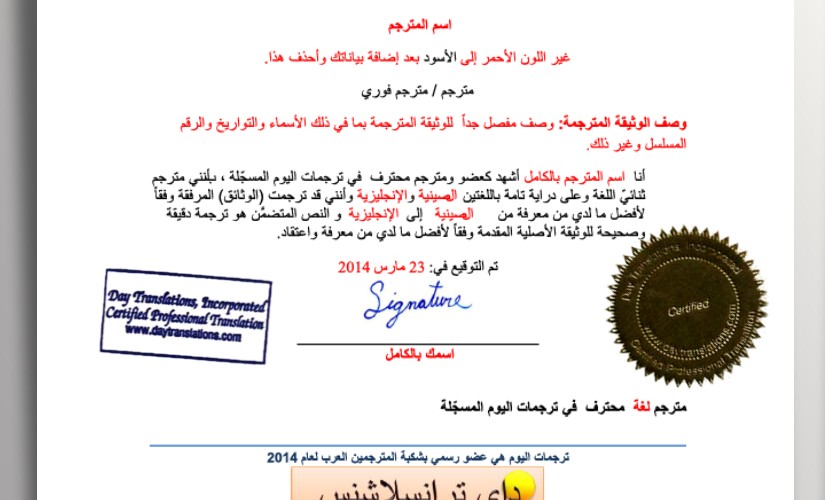 اسم المترجم
غير اللون الأحمر إلى الأسود بعد إضافة بياناتك وأحذف هذا.
مترجم / مترجم فوري
وصف الوثيقة المترجمة: وصف مفصل جداً للوثيقة المترجمة بما في ذلك الأسماء والتواريخ والرقم
المسلسل وغير ذلك.
أنا اسم المترجم بالكامل أشهد كعضو ومترجم محترف في ترجمات اليوم المسجّلة ، بأنني مترجم
ثنائيّ اللغة وعلى دراية تامة باللغتين الصينية والإنجليزية وأنني قد ترجمت (الوثائق) المرفقة وفقاً
لأفضل ما لدي من معرفة من الصينية إلى الإنجليزية و النص المتضمَّن هو ترجمة دقيقة
وصحيحة للوثيقة الأصلية المقدمة وفقاً لأفضل ما لدي من معرفة واعتقاد.
تم التوقيع في: 23 مارس 2014
Signature
Day Translations, Incorporated
Certified Professional Translation
www.daytranslations.com
Day Translations, Incorporated
Certified
www.daytranslations.com
Certified Professional Translation
اسمك بالكامل
مترجم لغة محترف في ترجمات اليوم المسجّلة
ترجمات اليوم هي عضو رسمي بشكبة المترجمين العرب لعام 2014
داي ترانسلاشنس